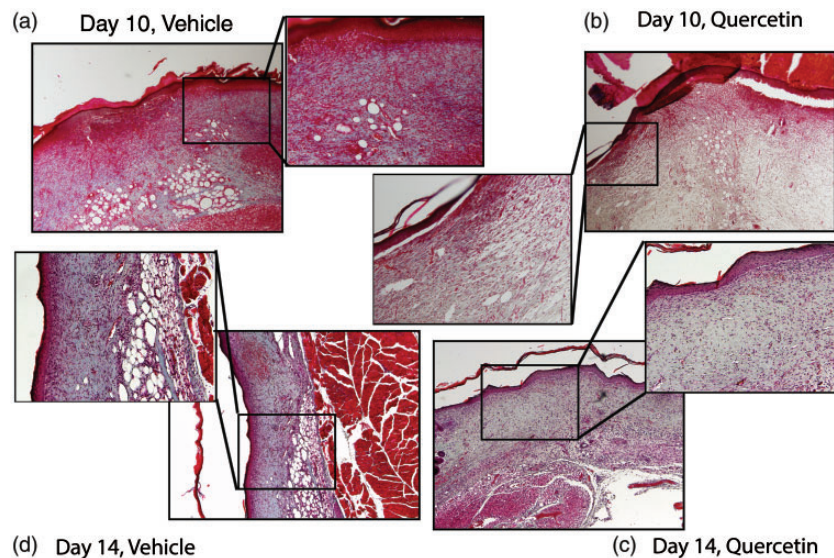 (a) Day 10, Vehicle
(b) Day 10, Quercetin
(d) Day 14, Vehicle
(c) Day 14, Quercetin